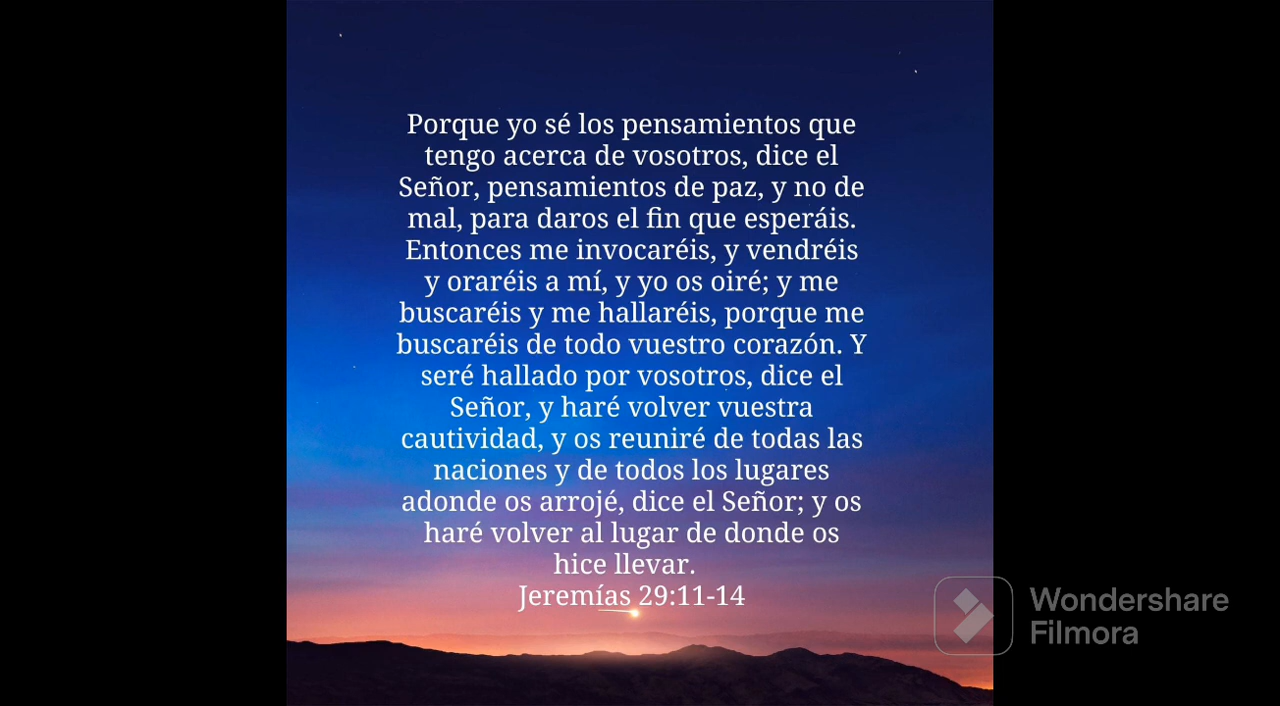 Porque yo sé los pensamientos que
tengo acerca de vosotros, dice el
Señor, pensamientos de paz, y no de
mal, para daros el fin que esperáis.
Entonces me invocaréis, y vendréis
y oraréis a mí, y yo os oiré; y me
buscaréis y me hallaréis, porque me
buscaréis de todo vuestro corazón. Y
seré hallado por vosotros, dice el
Señor, y haré volver vuestra
cautividad, y os reuniré de todas las
naciones y de todos los lugares
adonde os arrojé, dice el Señor; y os
haré volver al lugar de donde os
hice llevar.
Jeremías 29:11-14
Wondershare
Filmora